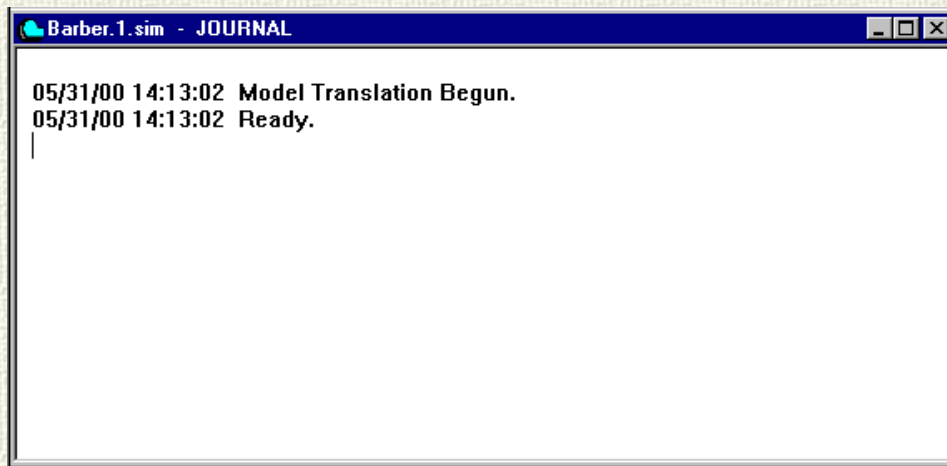 Barber.1.sim - JOURNAL
05/31/00 14:13:02 Model Translation Begun.
05/31/00 14:13:02 Ready.